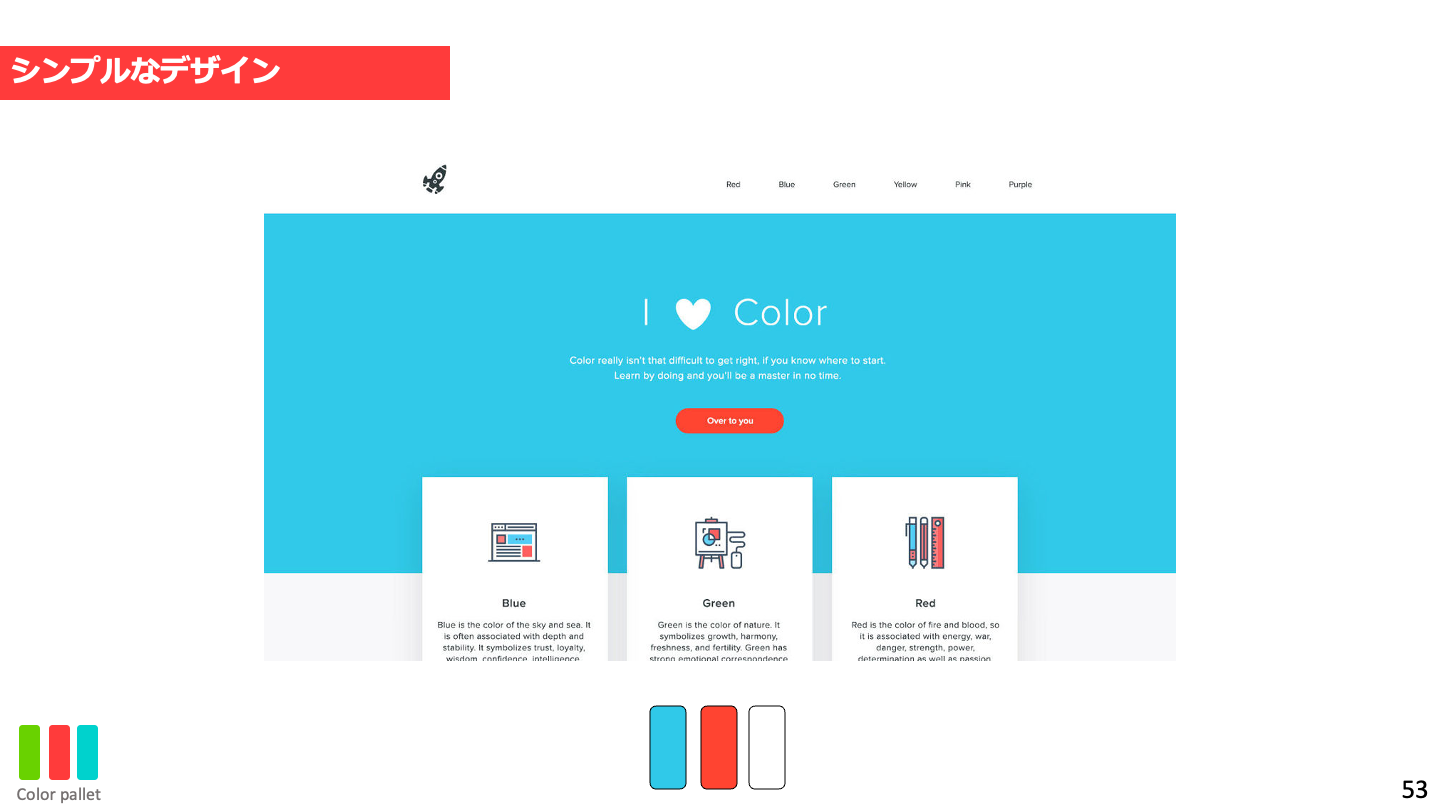 シンプルなデザイン
Red Blue Green Yellow Pink Purple
I ♥ Color
Color really isn't that difficult to get right, if you know where to start.
Learn by doing and you'll be a master in no time.
Over to you
Blue
Blue is the color of the sky and sea. It
is often associated with depth and
stability. It symbolizes trust, loyalty,
wisdom, confidence, intelligence
Green
Green is the color of nature. It
symbolizes growth, harmony,
freshness, and fertility. Green has
strong emotional correspondence
Red
Red is the color of fire and blood, so
it is associated with energy, war,
danger, strength, power,
determination as well as passion
Color pallet
53